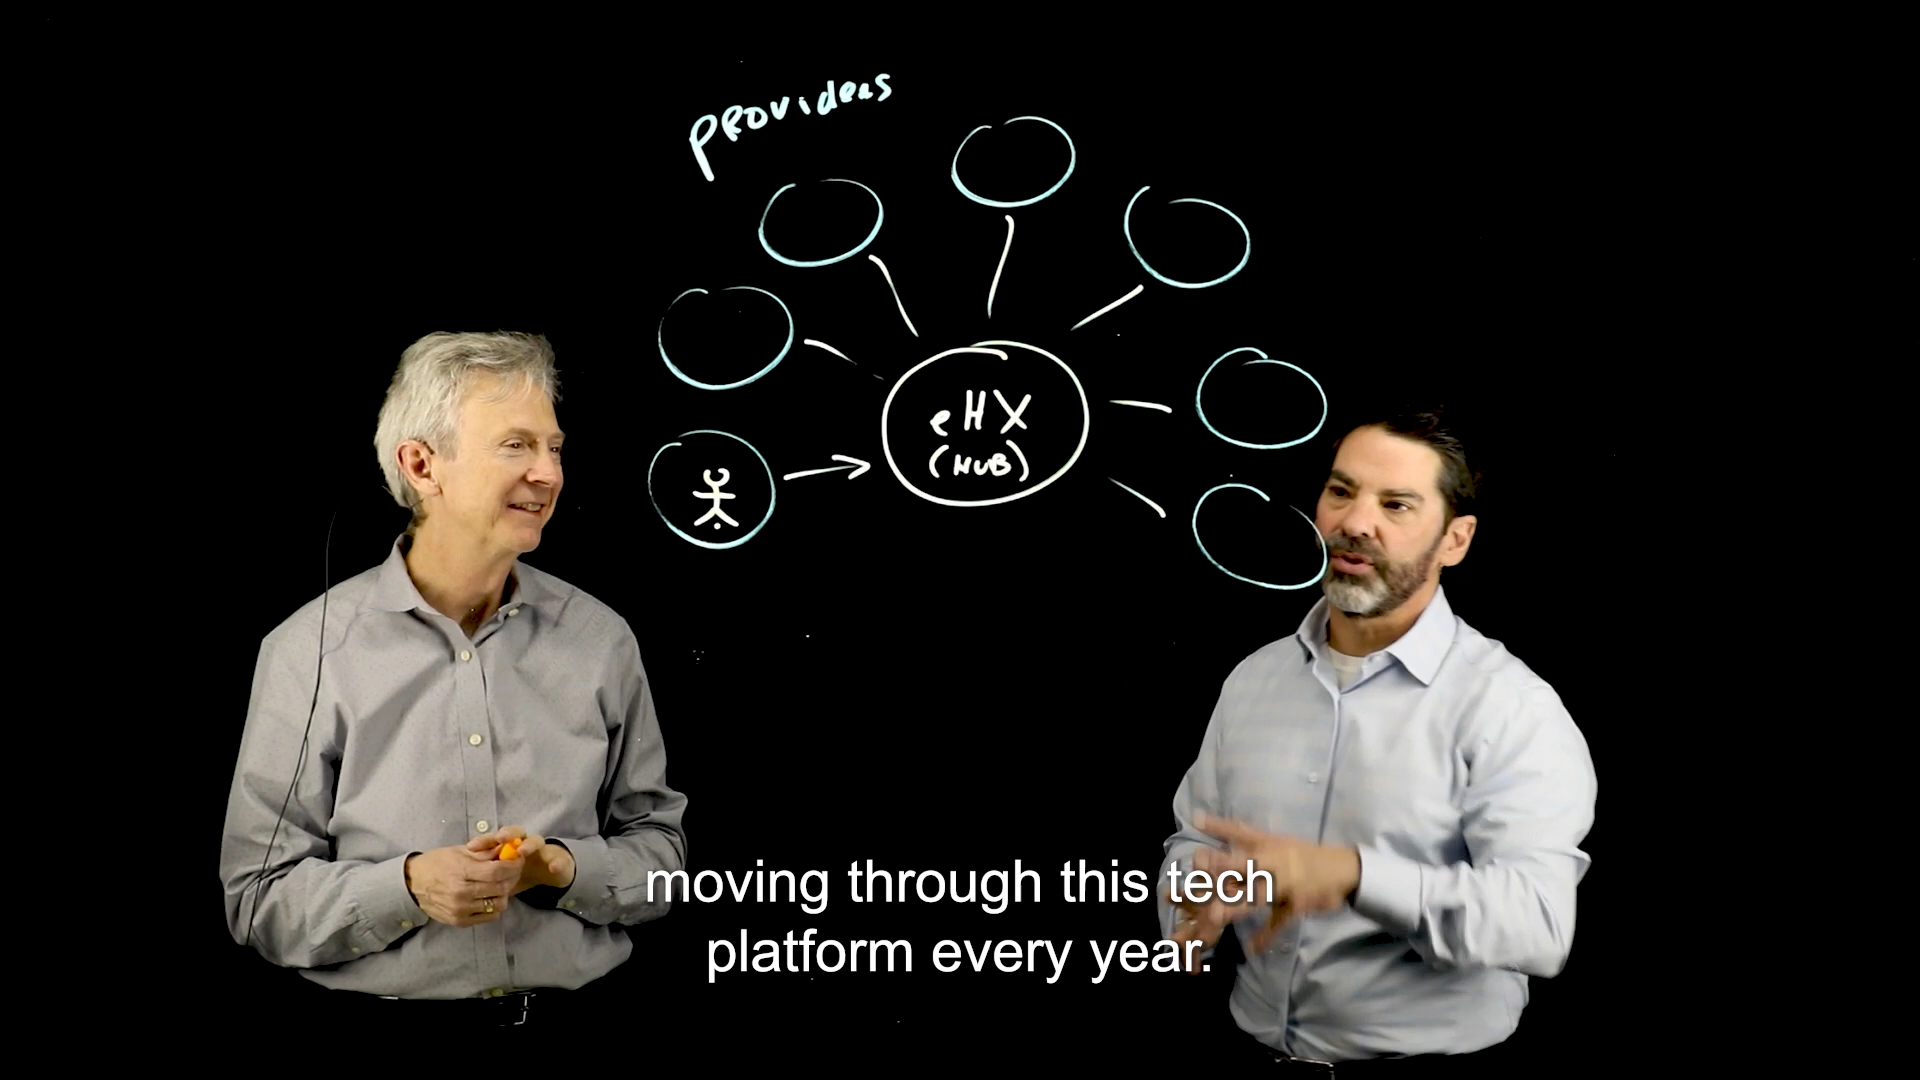 PROVIDERS
eHX
(HUB)
moving through this tech
platform every year.